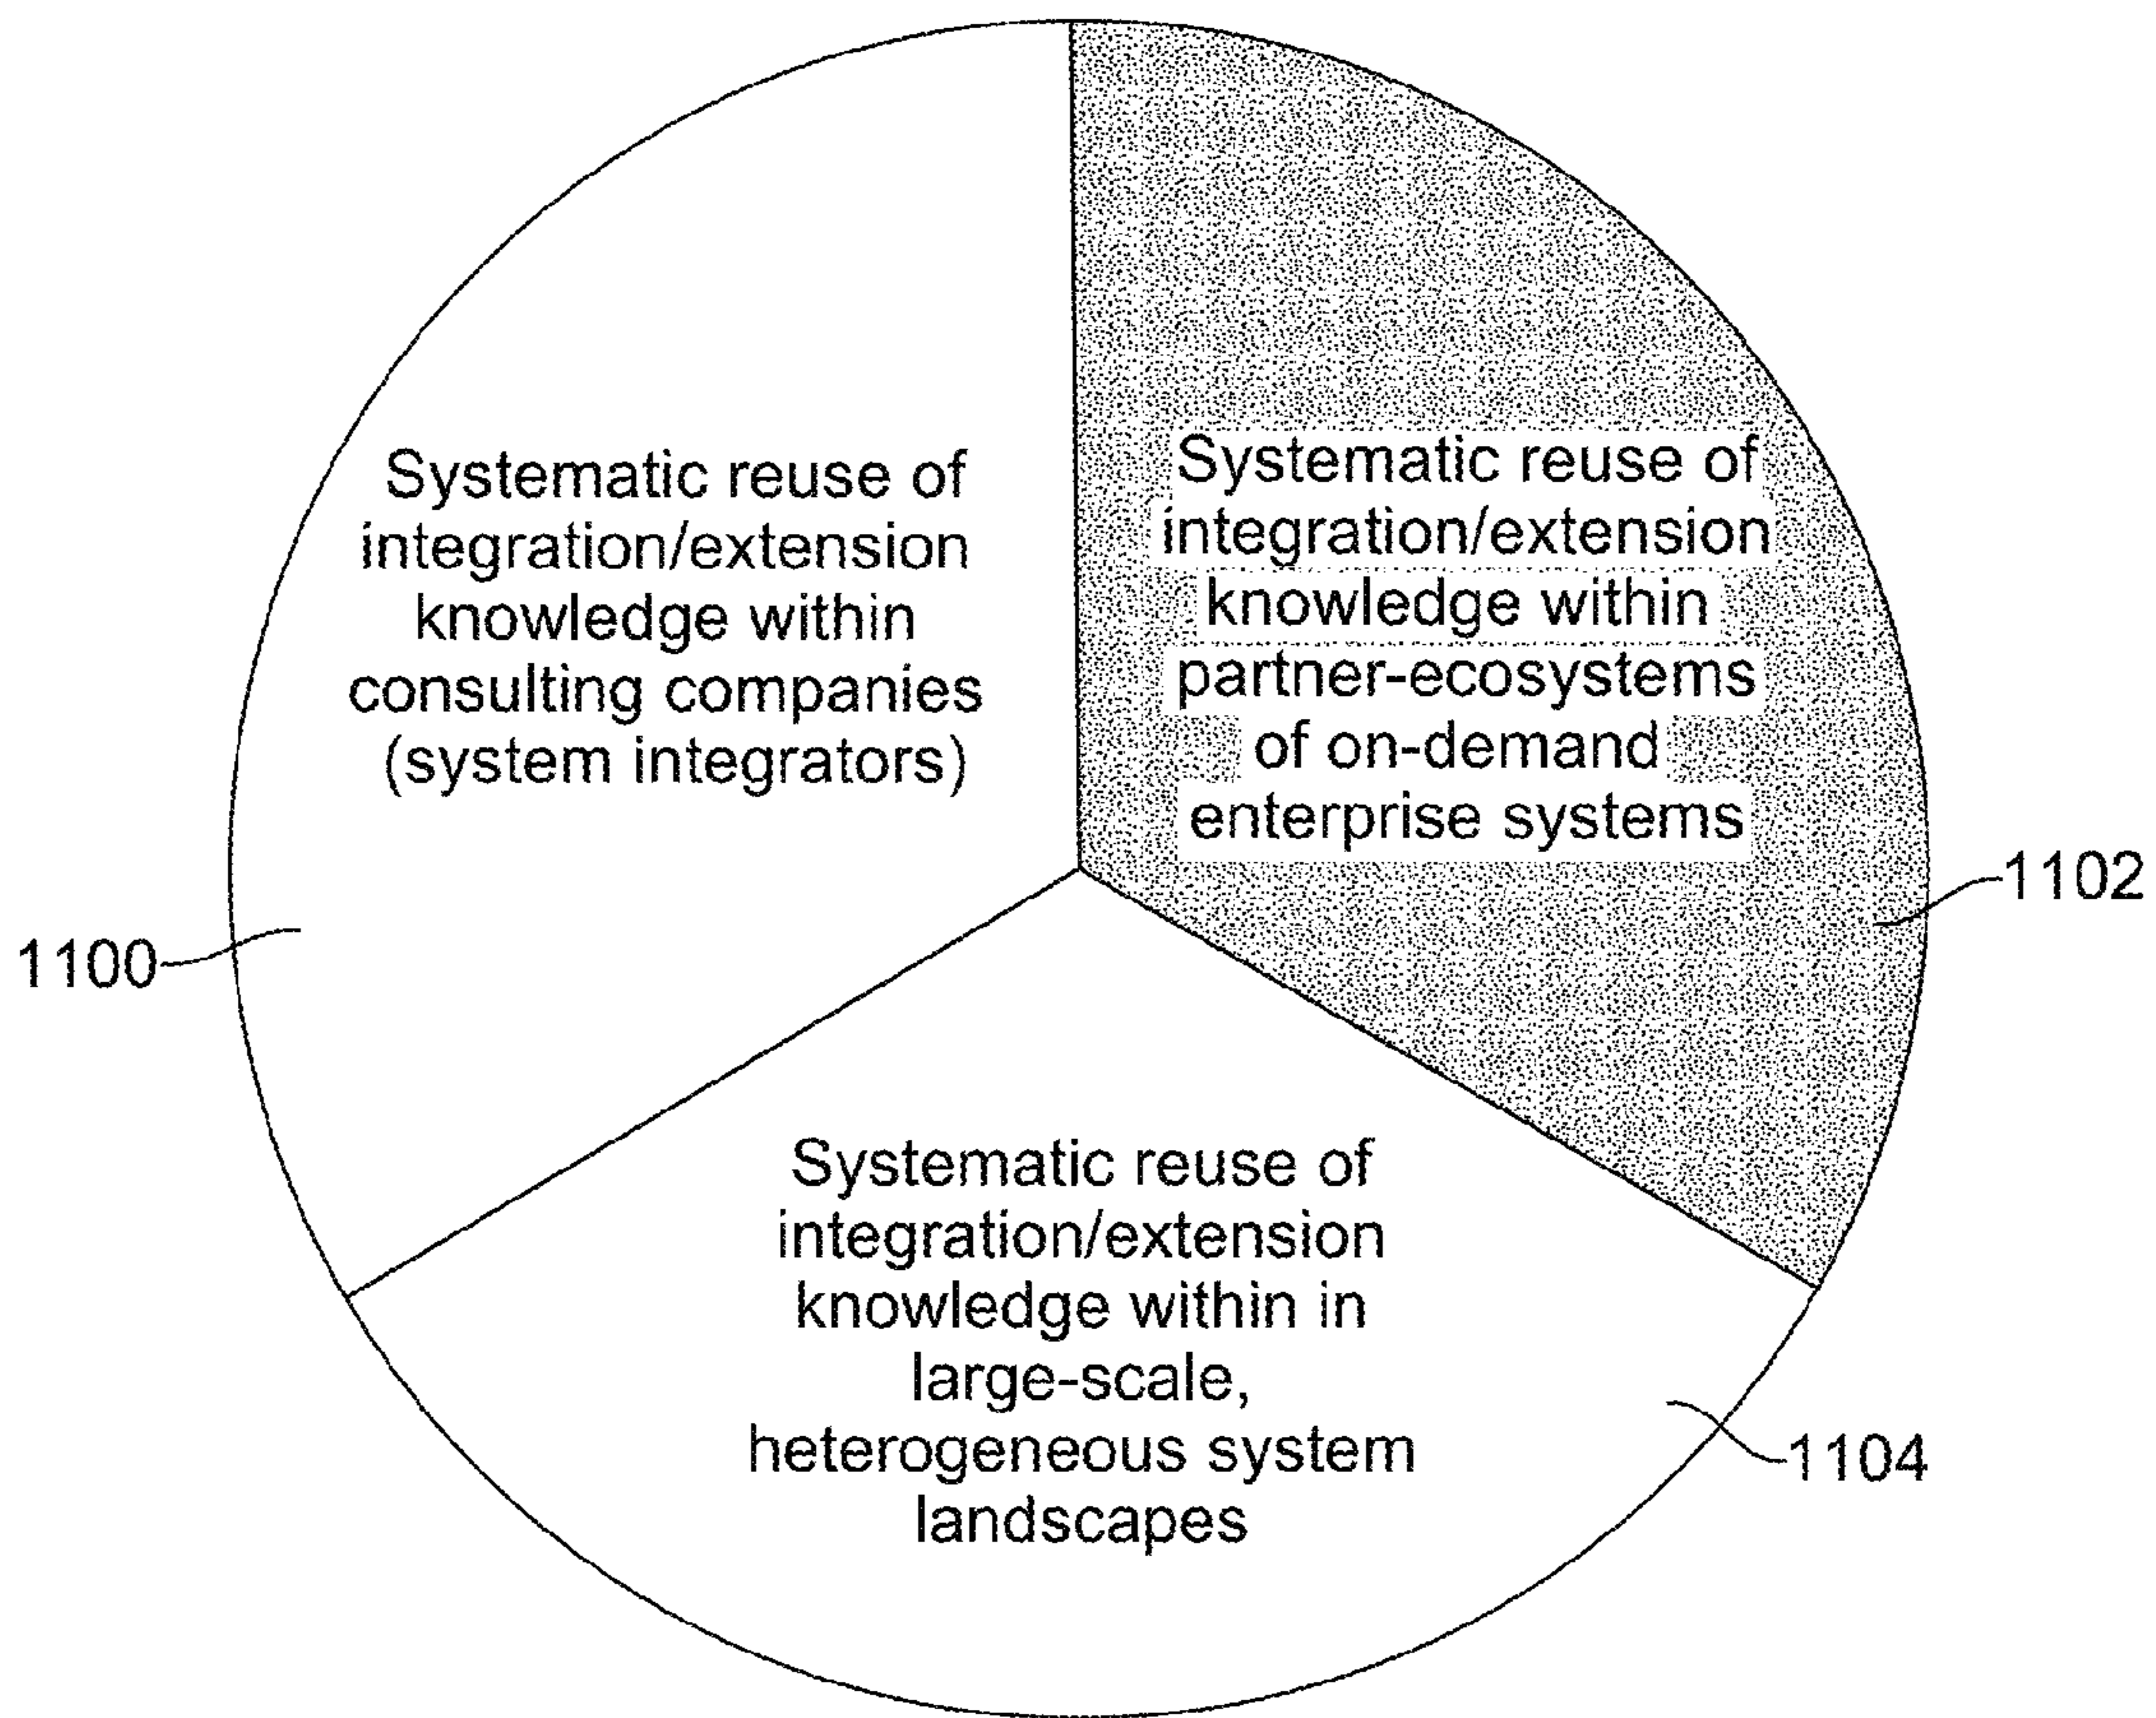 Systematic reuse of
integration/extension
knowledge within
consulting companies
(system integrators)
Systematic reuse of
integration/extension
knowledge within
partner-ecosystems
of on-demand
enterprise systems
1102
1100
Systematic reuse of
integration/extension
knowledge within in
large-scale,
heterogeneous system
landscapes
1104